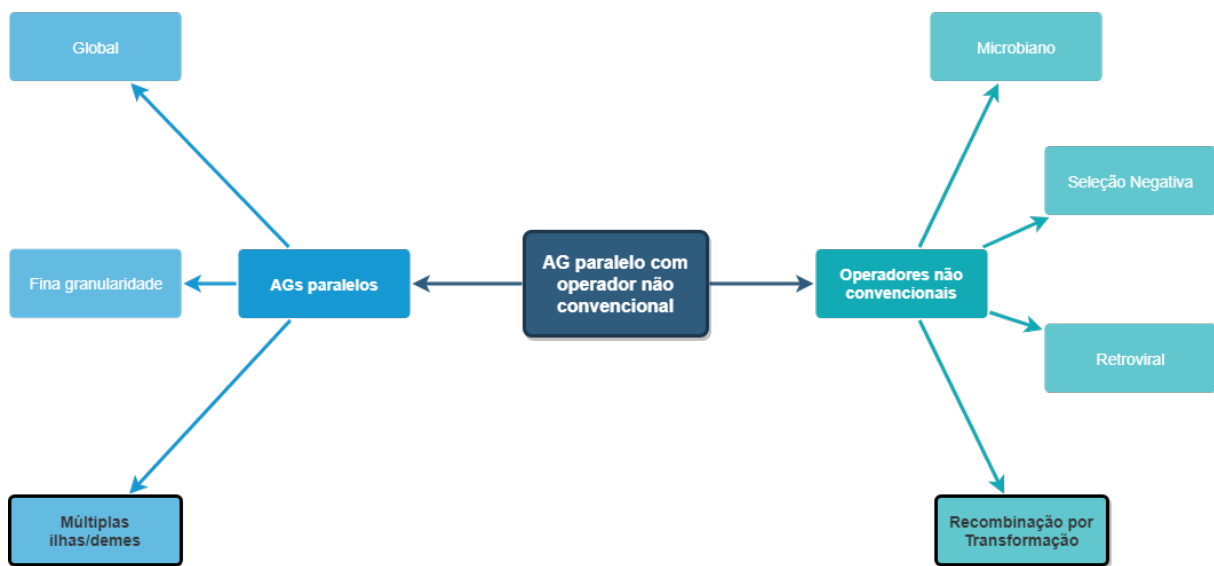 Global
Microbiano
Seleção Negativa
Fina granularidade
AGs paralelos
AG paralelo com
operador não
convencional
Operadores não
convencionais
Retroviral
Múltiplas
ilhas/demes
Recombinação por
Transformação